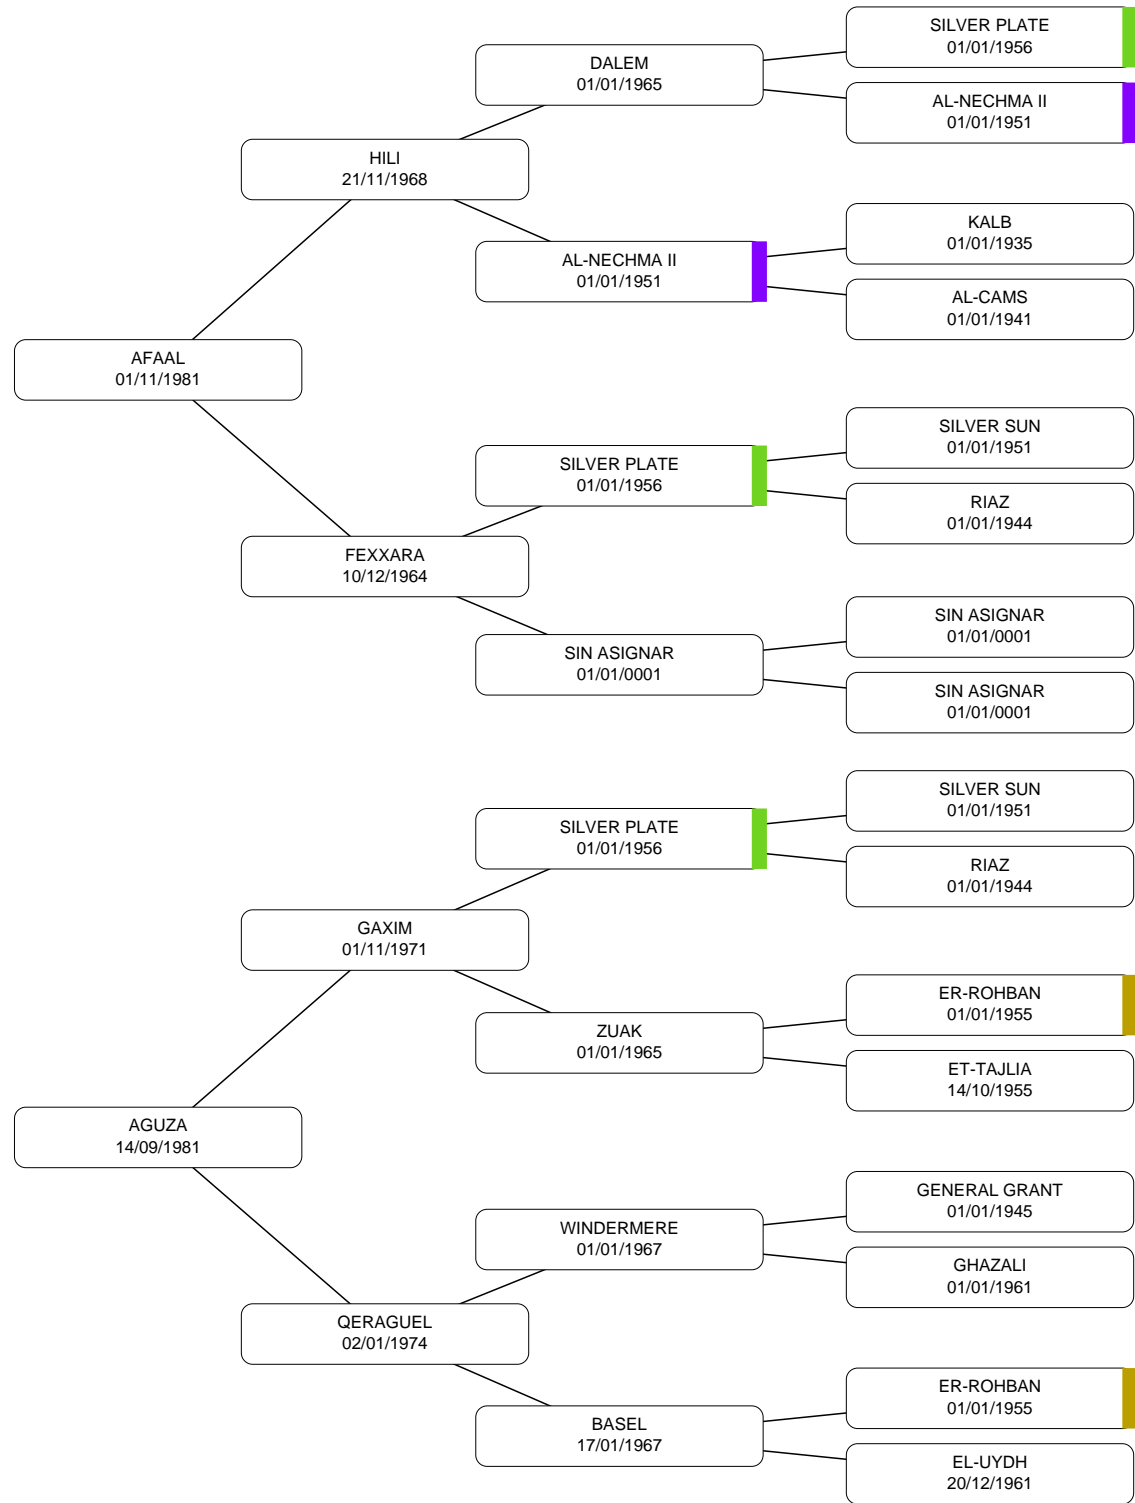 SILVER PLATE
01/01/1956
DALEM
01/01/1965
AL-NECHMA II
01/01/1951
HILI
21/11/1968
KALB
01/01/1935
AL-NECHMA II
01/01/1951
AL-CAMS
01/01/1941
AFAAL
01/11/1981
SILVER SUN
01/01/1951
SILVER PLATE
01/01/1956
RIAZ
01/01/1944
FEXXARA
10/12/1964
SIN ASIGNAR
01/01/0001
SIN ASIGNAR
01/01/0001
SIN ASIGNAR
01/01/0001
SILVER SUN
01/01/1951
SILVER PLATE
01/01/1956
RIAZ
01/01/1944
GAXIM
01/11/1971
ER-ROHBAN
01/01/1955
ZUAK
01/01/1965
ET-TAJLIA
14/10/1955
AGUZA
14/09/1981
GENERAL GRANT
01/01/1945
WINDERMERE
01/01/1967
GHAZALI
01/01/1961
QERAGUEL
02/01/1974
ER-ROHBAN
01/01/1955
BASEL
17/01/1967
EL-UYDH
20/12/1961